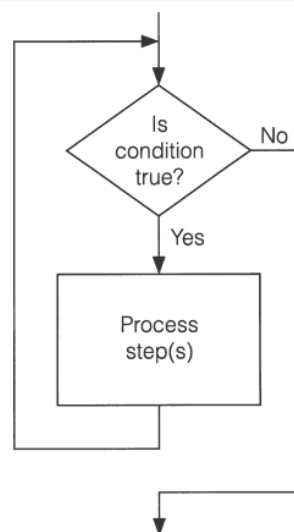 Is
condition
true?
No
Yes
Process
step(s)